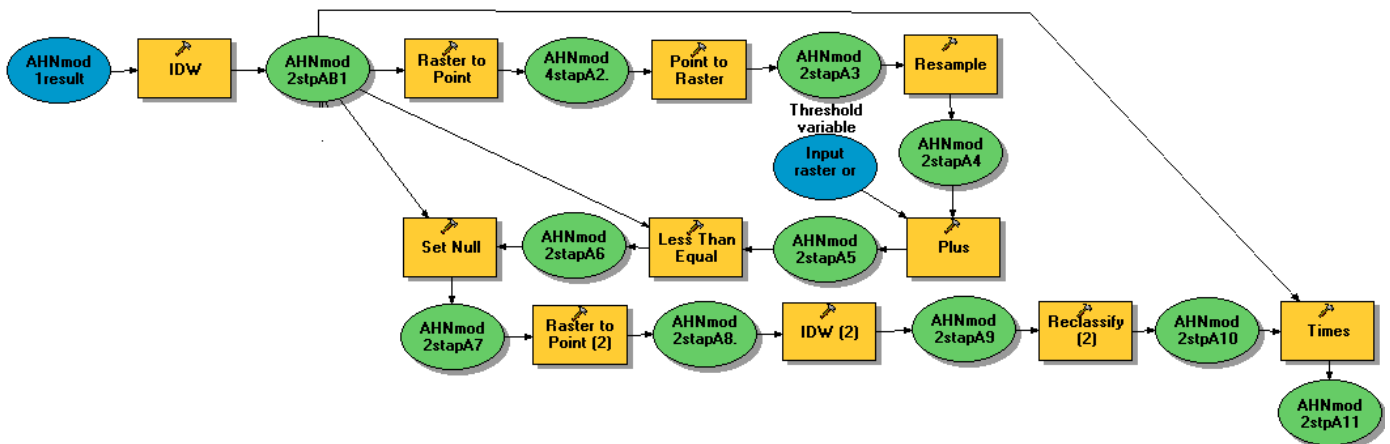 AHNmod
1result
IDW
AHNmod
2stpAB1
Raster to
Point
AHNmod
4stapA2.
Point to
Raster
AHNmod
2stapA3
Resample
Threshold
variable
Input
raster or
AHNmod
2stapA4
Set Null
AHNmod
2stapA6
Less Than
Equal
AHNmod
2stapA5
Plus
AHNmod
2stapA7
Raster to
Point (2)
AHNmod
2stapA8.
IDW (2)
AHNmod
2stapA9
Reclassify
(2)
AHNmod
2stpA10
Times
AHNmod
2stpA11